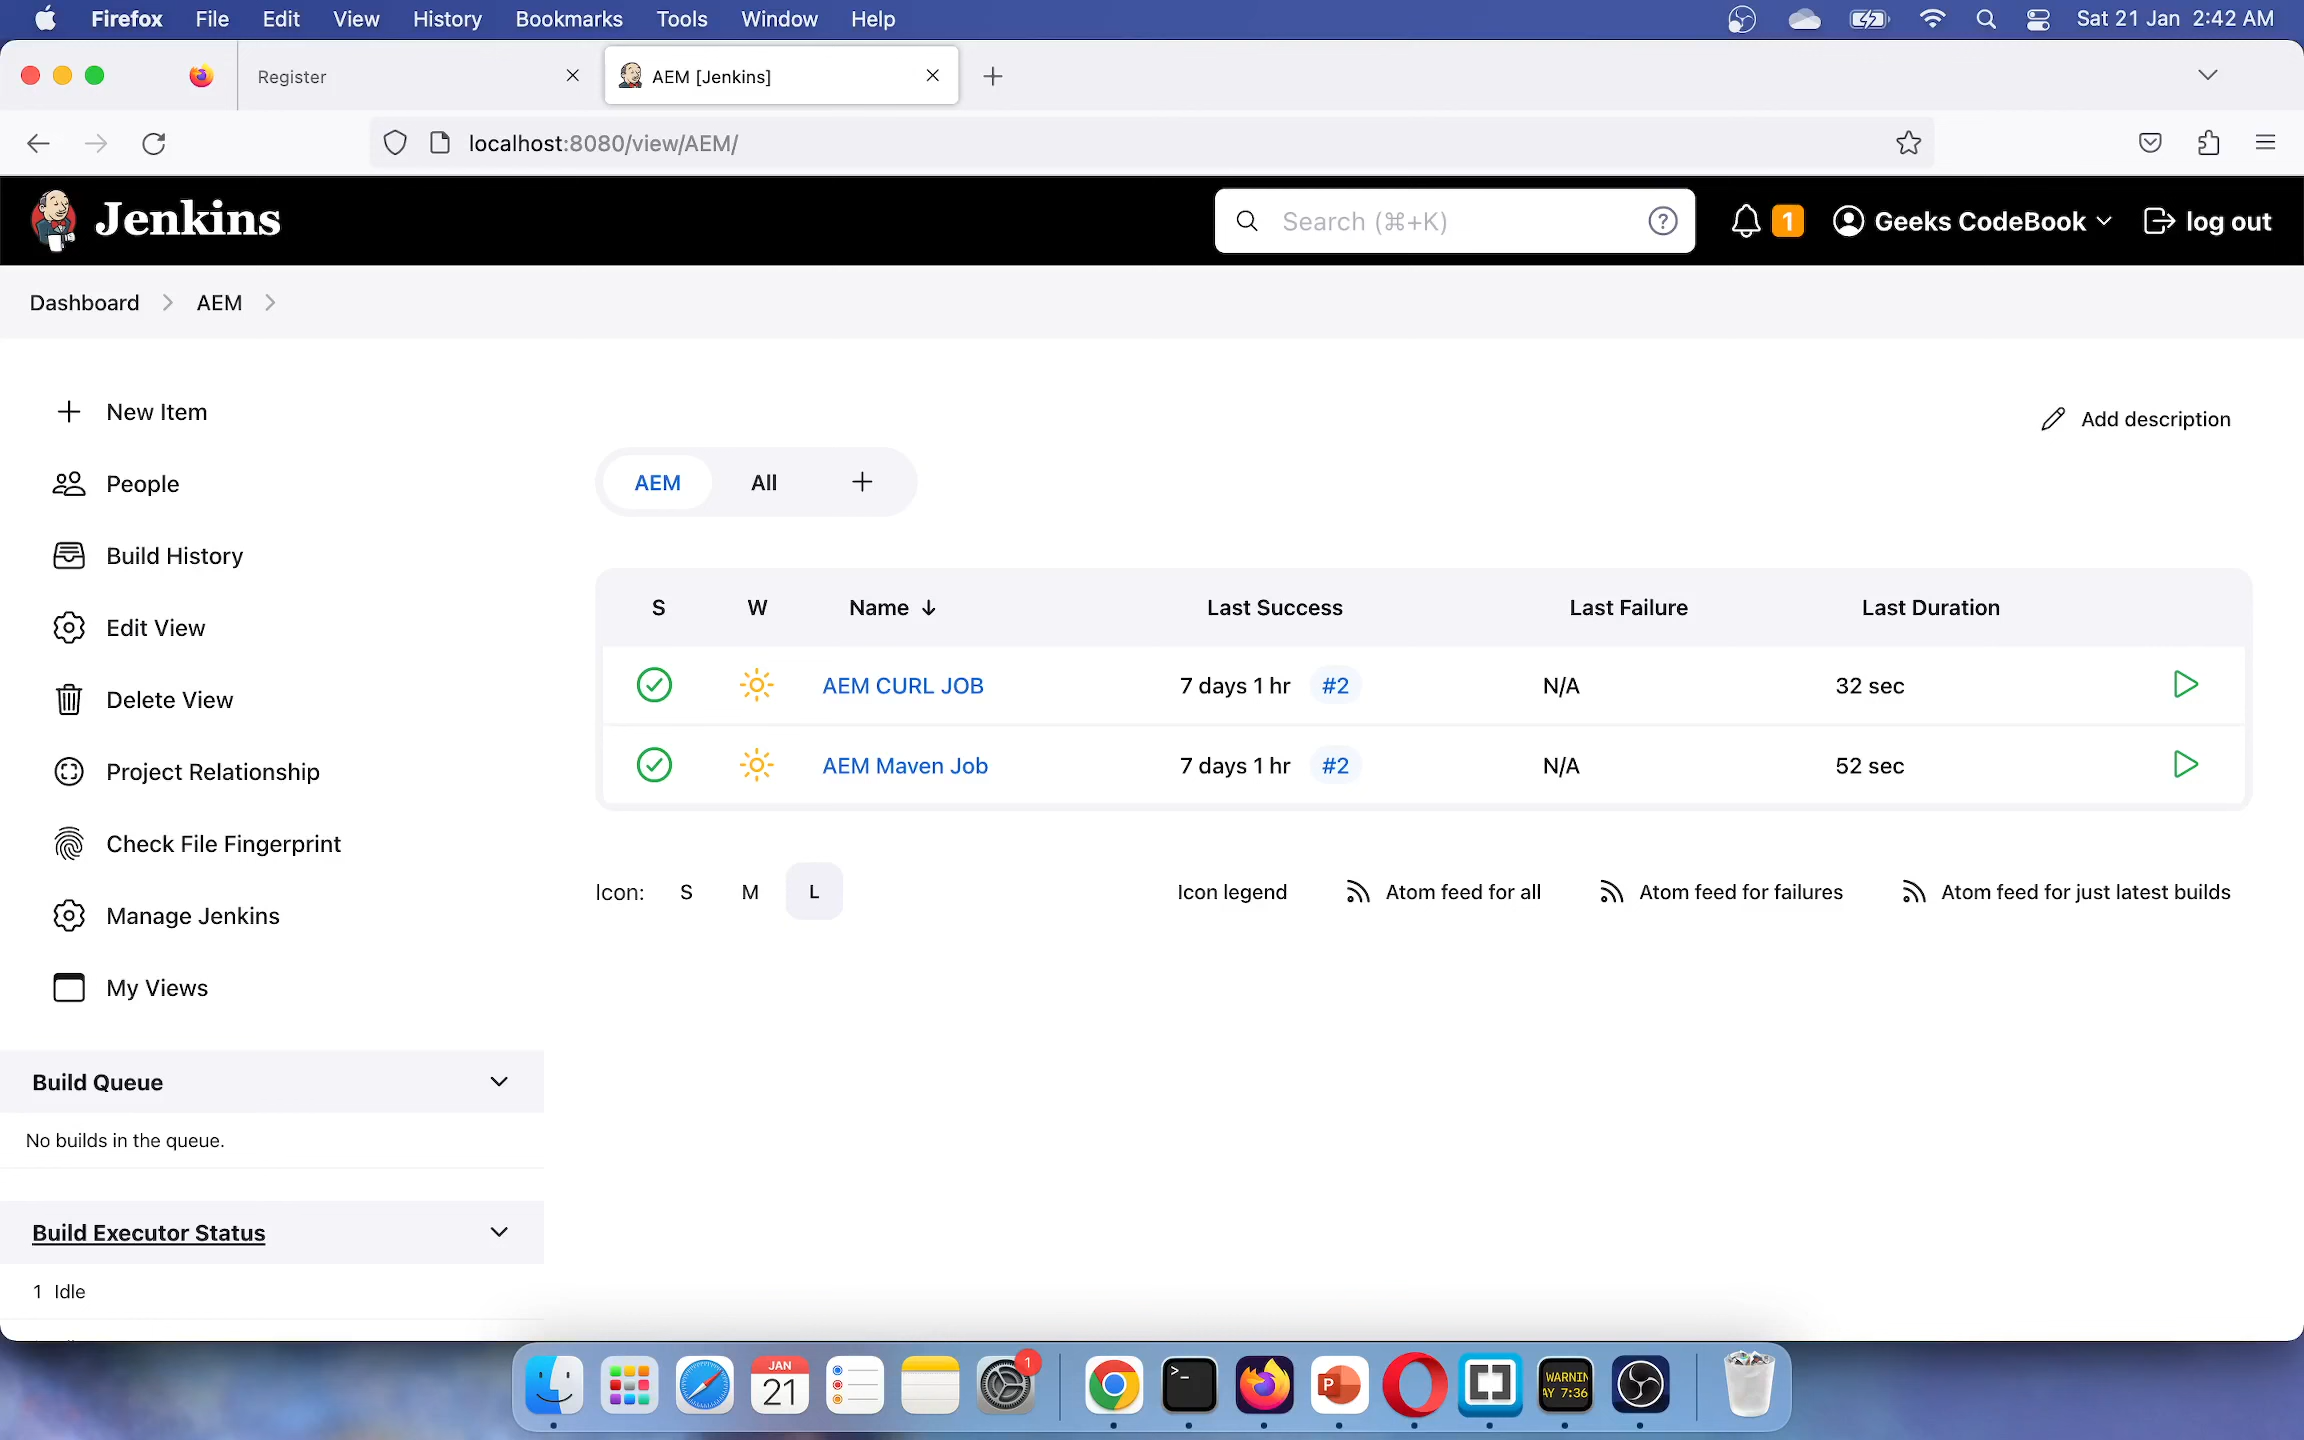 Firefox File Edit View History Bookmarks Tools Window Help Sat 21 Jan 2:42 AM
Register AEM [Jenkins]
localhost:8080/view/AEM/
Jenkins Search (⌘+K) 1 Geeks CodeBook log out
Dashboard AEM
New Item
Add description
People
AEM All +
Build History
Edit View
Delete View
Project Relationship
Check File Fingerprint
Manage Jenkins
My Views
S W Name ↓ Last Success Last Failure Last Duration
AEM CURL JOB 7 days 1 hr #2 N/A 32 sec
AEM Maven Job 7 days 1 hr #2 N/A 52 sec
Icon: S M L Icon legend Atom feed for all Atom feed for failures Atom feed for just latest builds
Build Queue
No builds in the queue.
Build Executor Status
1 Idle
JAN
21
1
P
WARNIN
AY 7:36